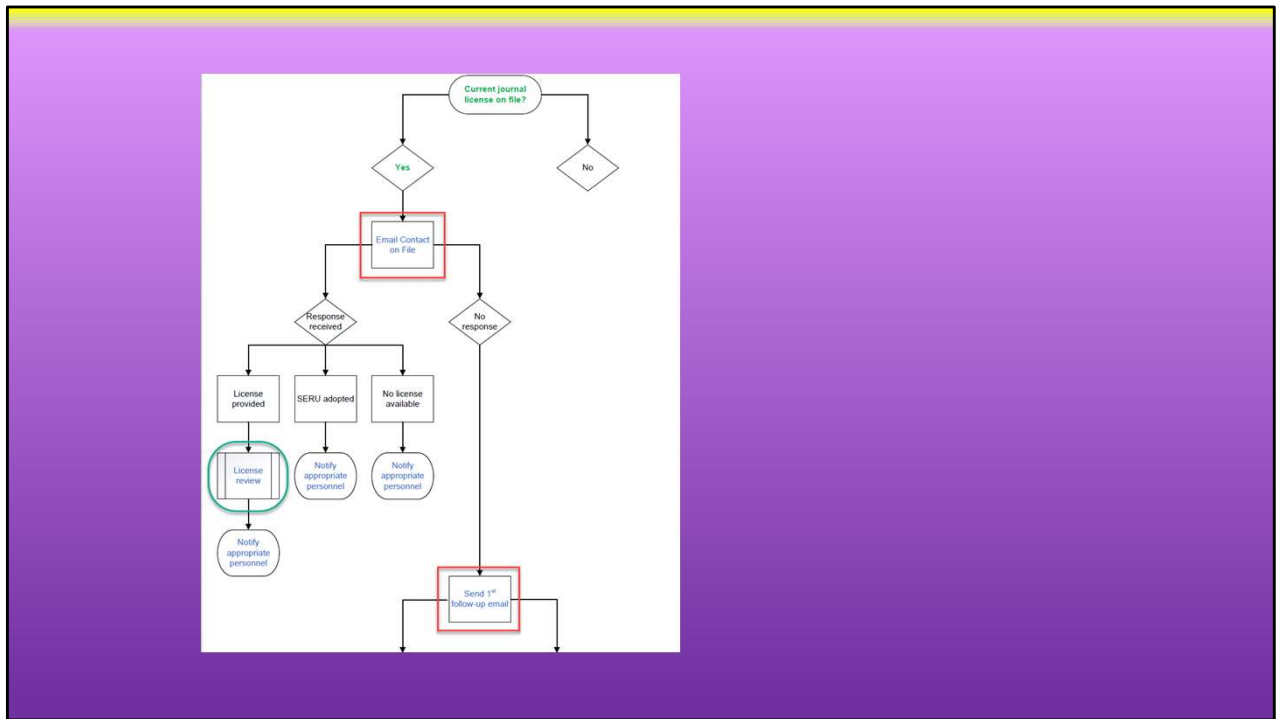 Current journal
license on file?
Yes
No
Email Contact
on File
Response
received
No
response
License
provided
SERU adopted
No license
available
License
review
Notify
appropriate
personnel
Notify
appropriate
personnel
Notify
appropriate
personnel
Send 1st
follow-up email